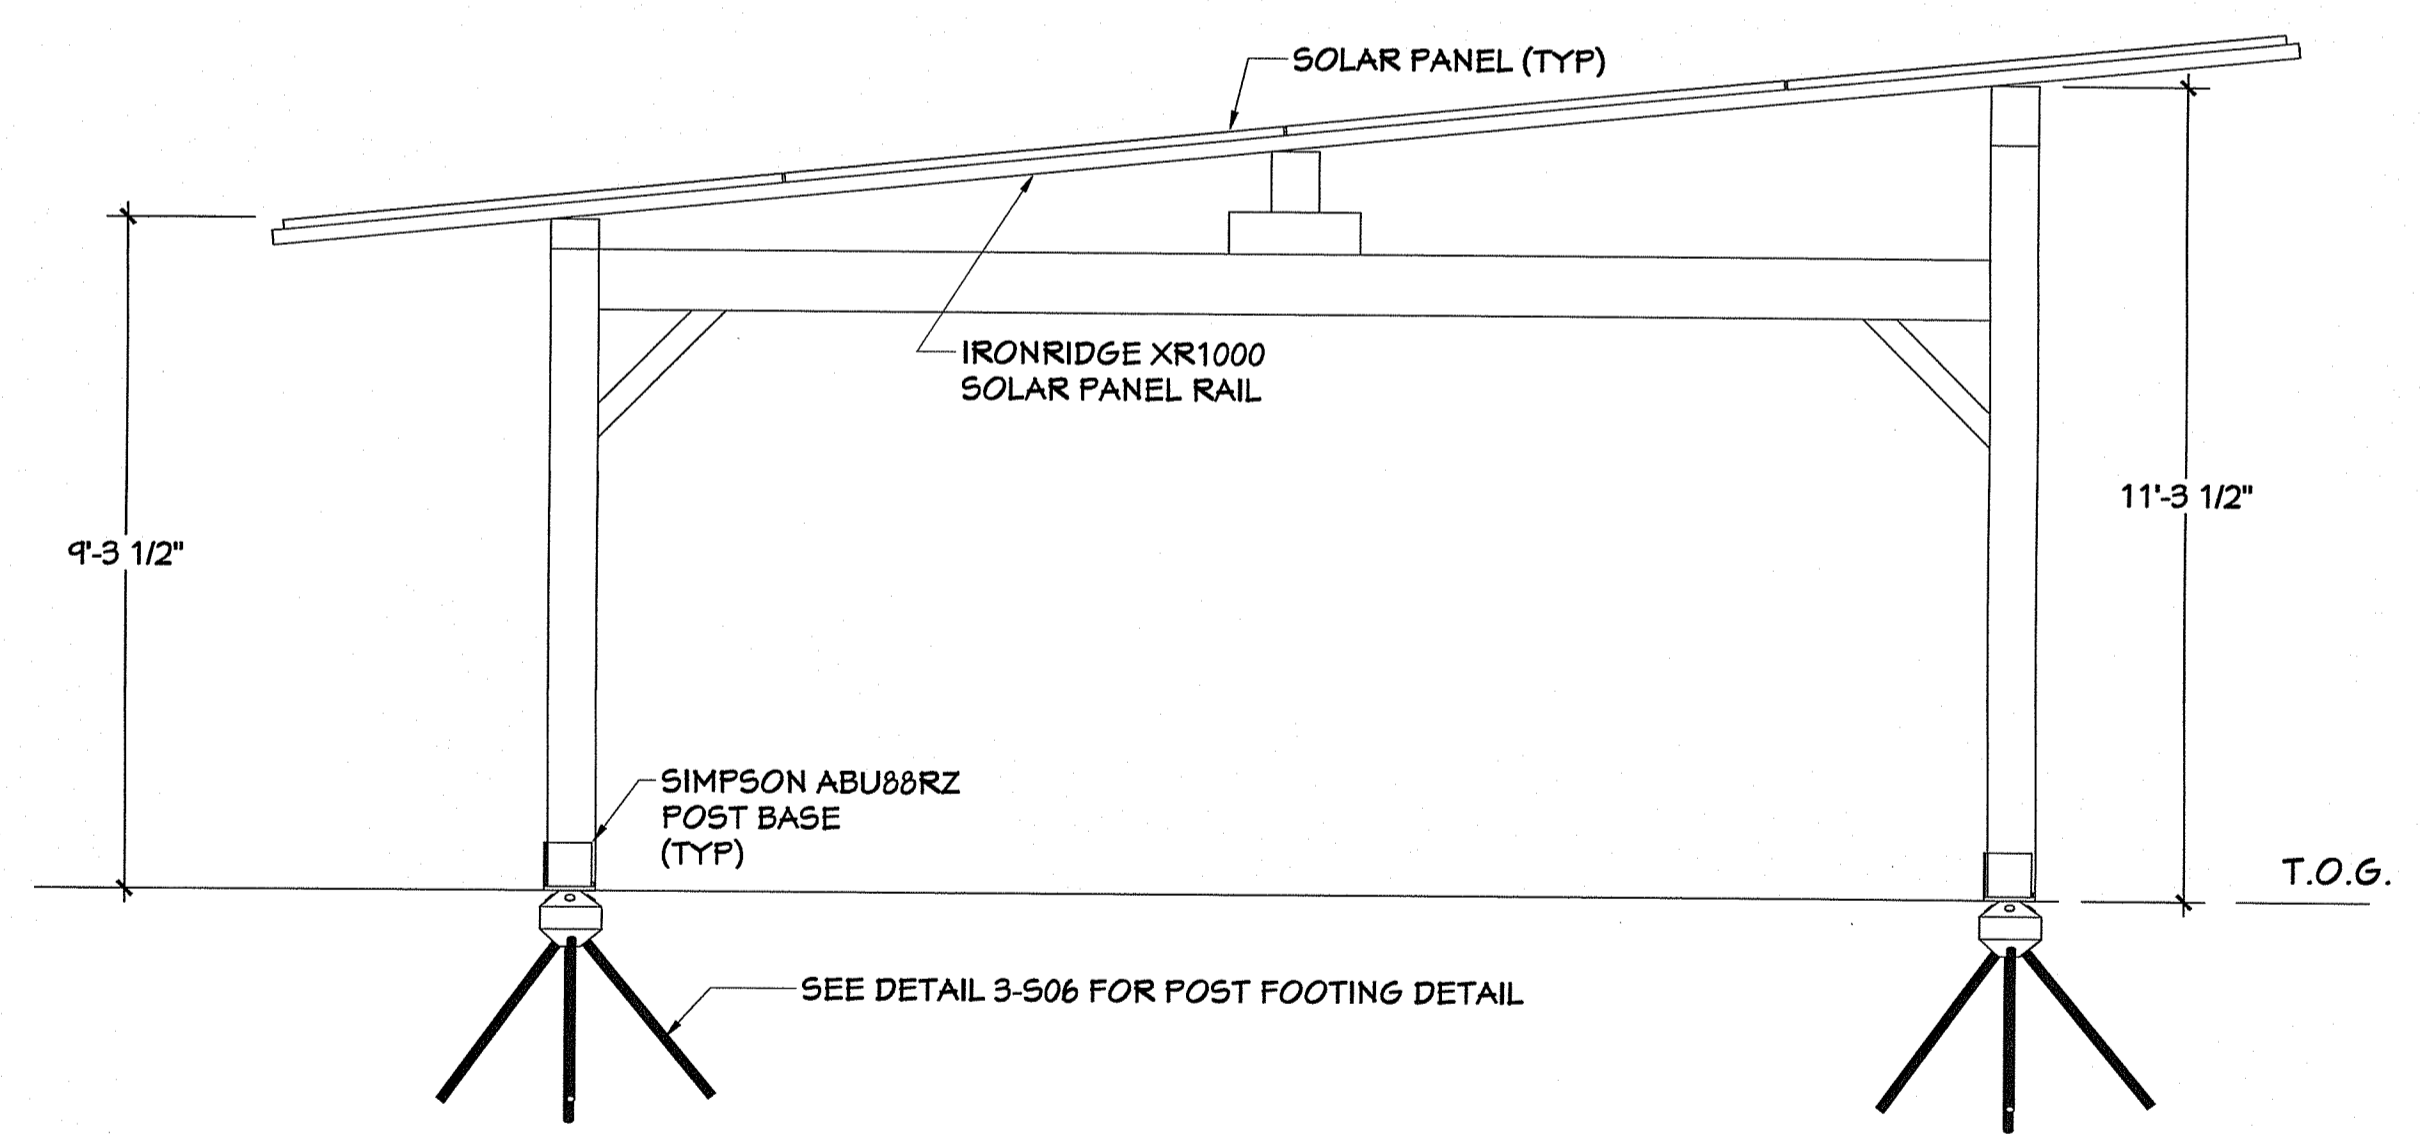 SOLAR PANEL (TYP)
IRONRIDGE XR1000
SOLAR PANEL RAIL
11'-3 1/2"
9'-3 1/2"
SIMPSON ABU88RZ
POST BASE
(TYP)
T.O.G.
SEE DETAIL 3-S06 FOR POST FOOTING DETAIL